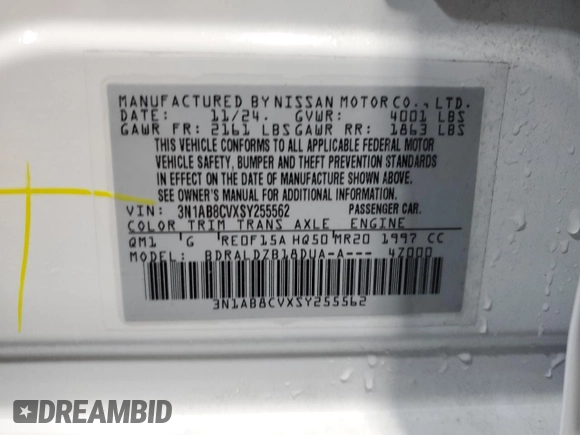 MANUFACTURED BY NISSAN MOTOR CO., LTD.
DATE: 11/24. GVWR: 4001 LBS
GAWR FR: 2161 LBS GAWR RR: 1863 LBS
THIS VEHICLE CONFORMS TO ALL APPLICABLE FEDERAL MOTOR
VEHICLE SAFETY, BUMPER AND THEFT PREVENTION STANDARDS
IN EFFECT ON THE DATE OF MANUFACTURE SHOWN ABOVE.
SEE OWNER'S MANUAL FOR ADDITIONAL INFORMATION.
VIN: 3N1AB8CVXSY255562 PASSENGER CAR.
COLOR TRIM TRANS AXLE ENGINE
QM1 G RE0F15A HQ50 MR20 1997 CC
MODEL: BDRALDZB18DUA-A--- 4Z000
3N1AB8CVXSY255562
DREAMBID